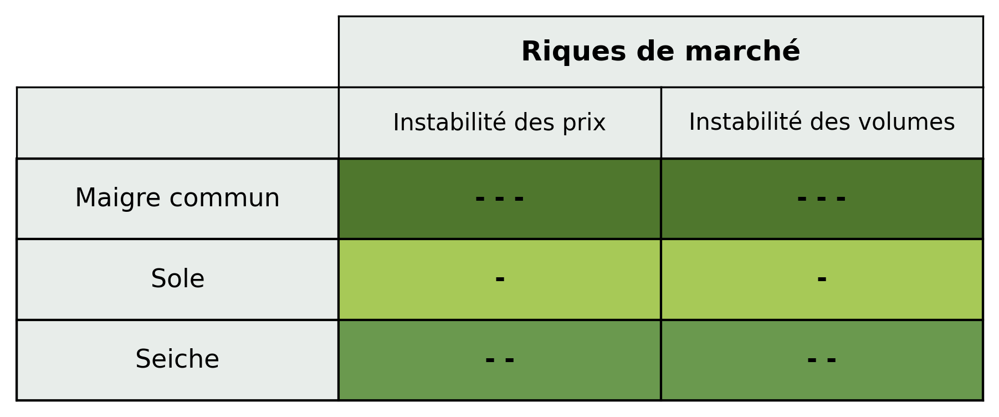 Riques de marché
Instabilité des prix Instabilité des volumes
Maigre commun - - - - - -
Sole - -
Seiche - - - -